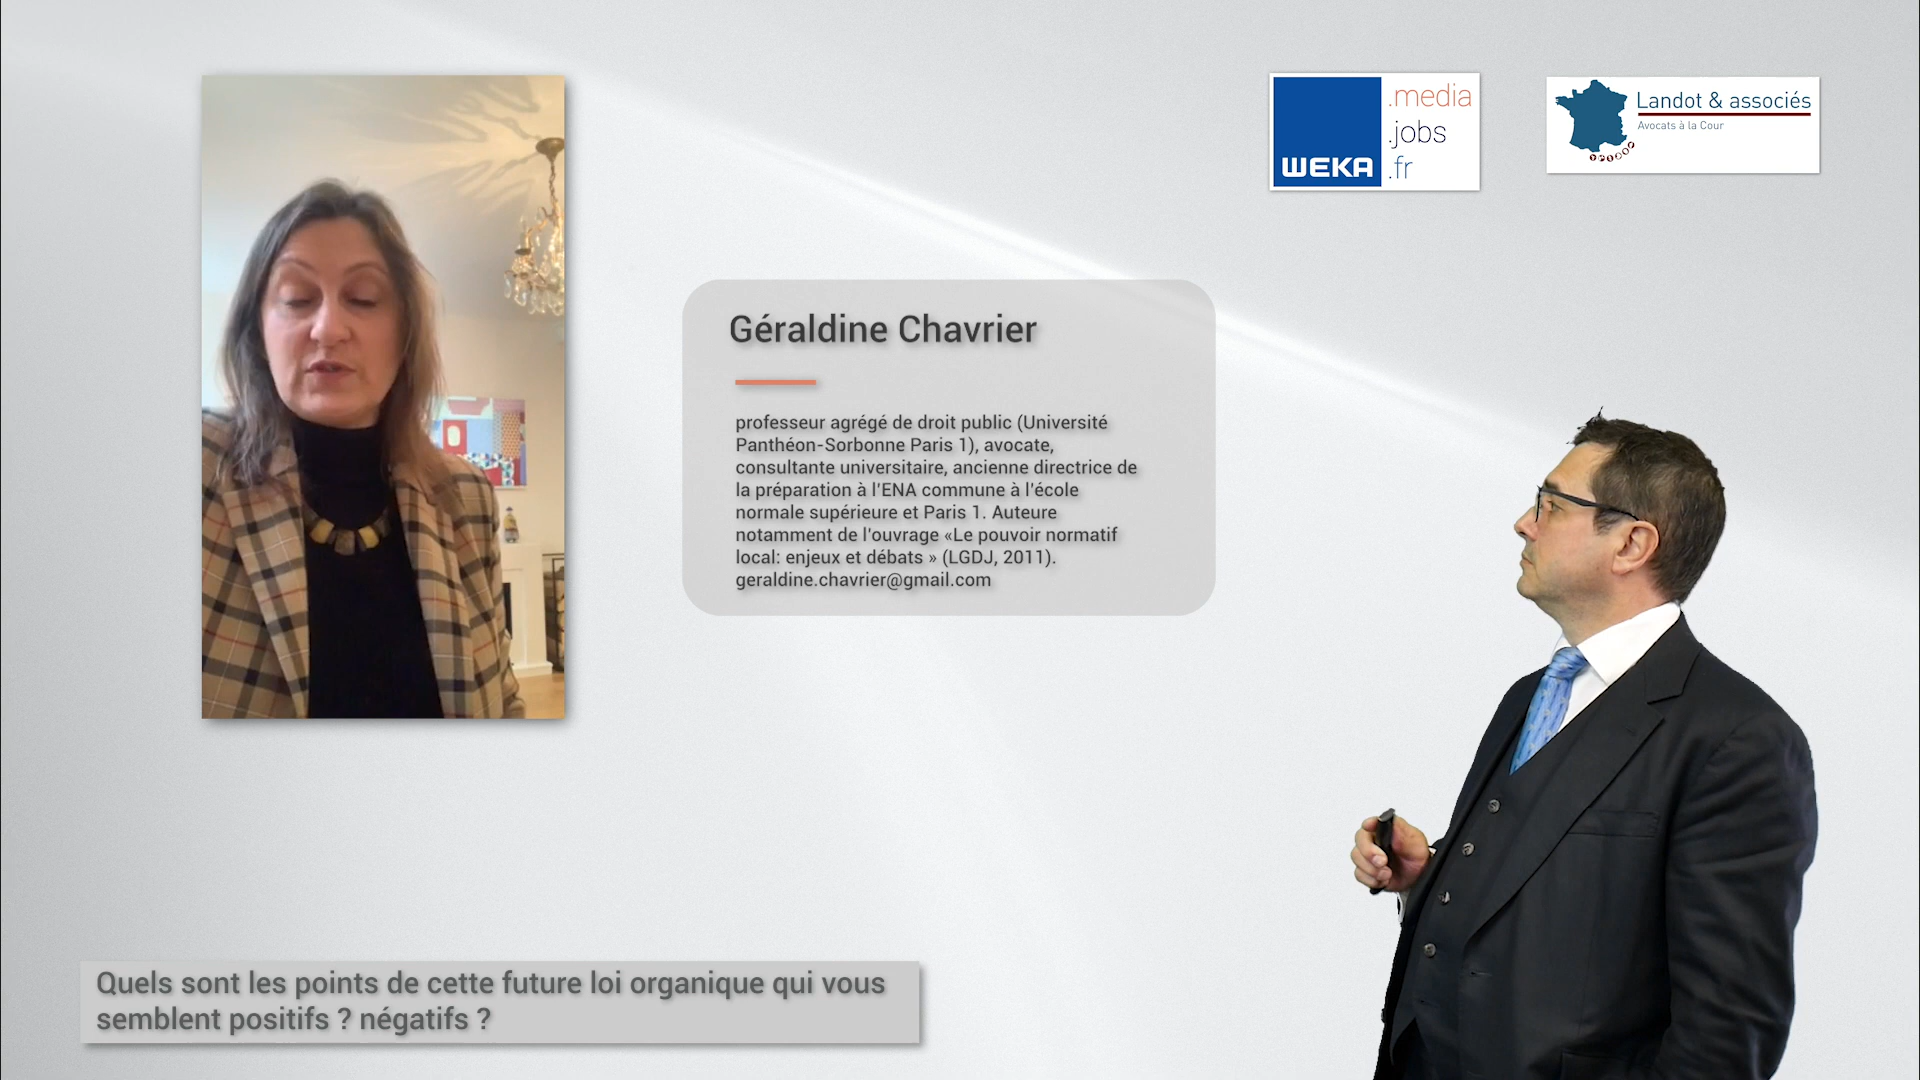 WEKA
.media
.jobs
.fr
Landot & associés
Avocats à la Cour
Géraldine Chavrier
professeur agrégé de droit public (Université
Panthéon-Sorbonne Paris 1), avocate,
consultante universitaire, ancienne directrice de
la préparation à l'ENA commune à l'école
normale supérieure et Paris 1. Auteure
notamment de l'ouvrage «Le pouvoir normatif
local: enjeux et débats » (LGDJ, 2011).
geraldine.chavrier@gmail.com
Quels sont les points de cette future loi organique qui vous
semblent positifs ? négatifs ?